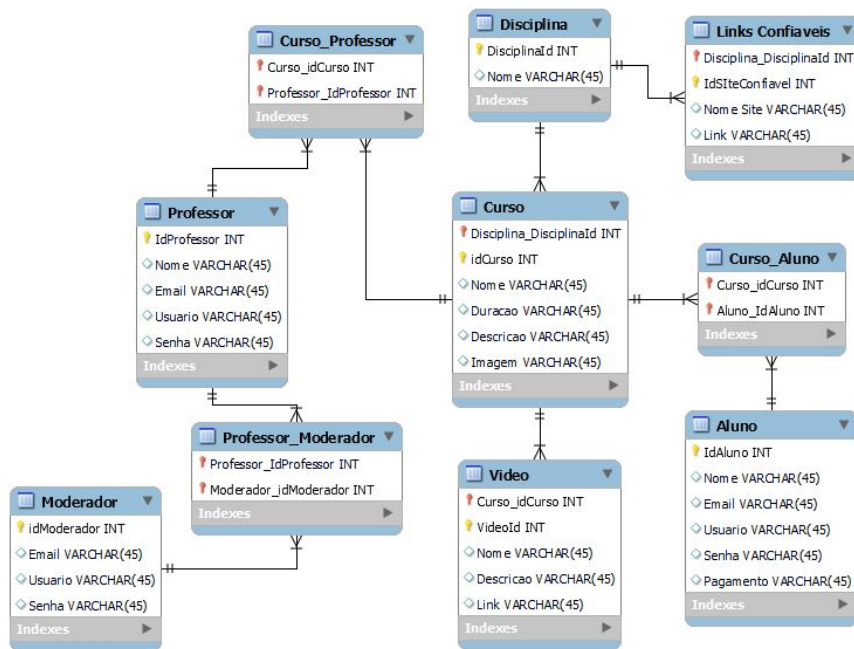 Curso_Professor
Curso_idCurso INT
Professor_IdProfessor INT
Indexes
Disciplina
DisciplinaId INT
Nome VARCHAR(45)
Indexes
Links Confiaveis
Disciplina_DisciplinaId INT
IdSIteConfiavel INT
Nome Site VARCHAR(45)
Link VARCHAR(45)
Indexes
Professor
IdProfessor INT
Nome VARCHAR(45)
Email VARCHAR(45)
Usuario VARCHAR(45)
Senha VARCHAR(45)
Indexes
Curso
Disciplina_DisciplinaId INT
idCurso INT
Nome VARCHAR(45)
Duracao VARCHAR(45)
Descricao VARCHAR(45)
Imagem VARCHAR(45)
Indexes
Curso_Aluno
Curso_idCurso INT
Aluno_IdAluno INT
Indexes
Professor_Moderador
Professor_IdProfessor INT
Moderador_idModerador INT
Indexes
Moderador
idModerador INT
Email VARCHAR(45)
Usuario VARCHAR(45)
Senha VARCHAR(45)
Indexes
Video
Curso_idCurso INT
VideoId INT
Nome VARCHAR(45)
Descricao VARCHAR(45)
Link VARCHAR(45)
Indexes
Aluno
IdAluno INT
Nome VARCHAR(45)
Email VARCHAR(45)
Usuario VARCHAR(45)
Senha VARCHAR(45)
Pagamento VARCHAR(45)
Indexes